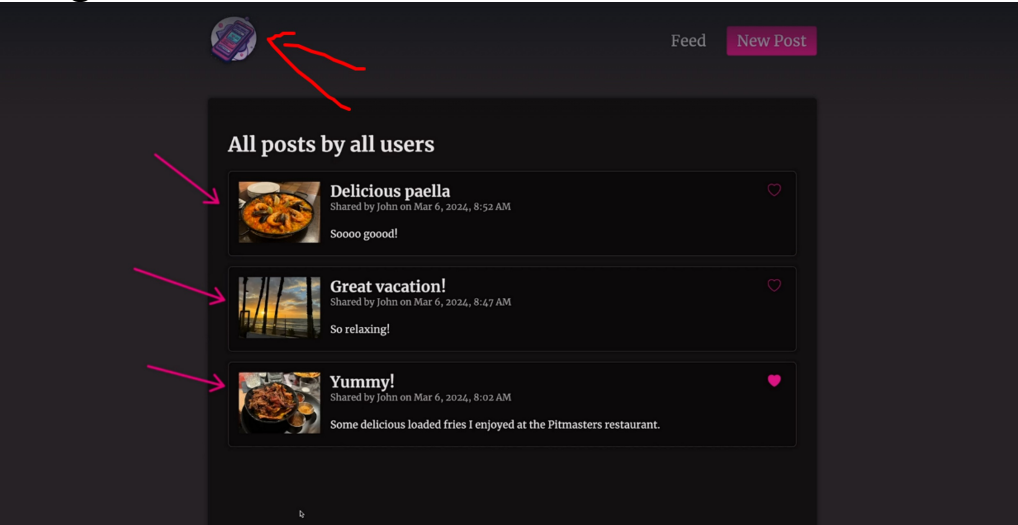 Feed
New Post
All posts by all users
Delicious paella
Shared by John on Mar 6, 2024, 8:52 AM
Soooo goood!
Great vacation!
Shared by John on Mar 6, 2024, 8:47 AM
So relaxing!
Yummy!
Shared by John on Mar 6, 2024, 8:02 AM
Some delicious loaded fries I enjoyed at the Pitmasters restaurant.